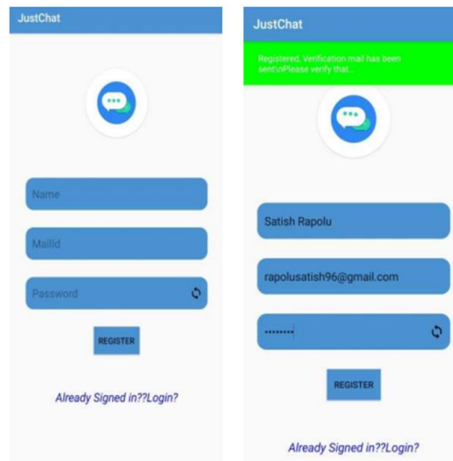 JustChat
Name
Mailid
Password
REGISTER
Already Signed in??Login?
JustChat
Registered, Verification mail has been
sent\nPlease verify that...
Satish Rapolu
rapolusatish96@gmail.com
••••••••
REGISTER
Already Signed in??Login?